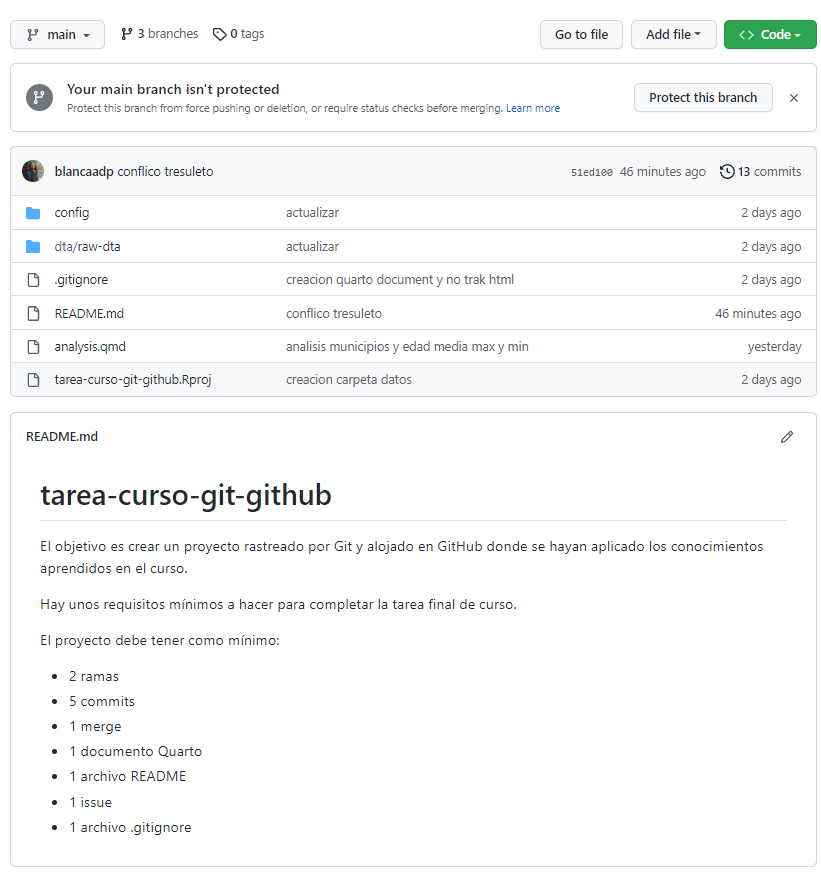 main 3 branches 0 tags Go to file Add file Code
Your main branch isn't protected
Protect this branch from force pushing or deletion, or require status checks before merging. Learn more
Protect this branch
blancaadp conflico tresuleto 51ed100 46 minutes ago 13 commits
config actualizar 2 days ago
dta/raw-dta actualizar 2 days ago
.gitignore creacion quarto document y no trak html 2 days ago
README.md conflico tresuleto 46 minutes ago
analysis.qmd analisis municipios y edad media max y min yesterday
tarea-curso-git-github.Rproj creacion carpeta datos 2 days ago
README.md
tarea-curso-git-github
El objetivo es crear un proyecto rastreado por Git y alojado en GitHub donde se hayan aplicado los conocimientos
aprendidos en el curso.
Hay unos requisitos mínimos a hacer para completar la tarea final de curso.
El proyecto debe tener como mínimo:
2 ramas
5 commits
1 merge
1 documento Quarto
1 archivo README
1 issue
1 archivo .gitignore